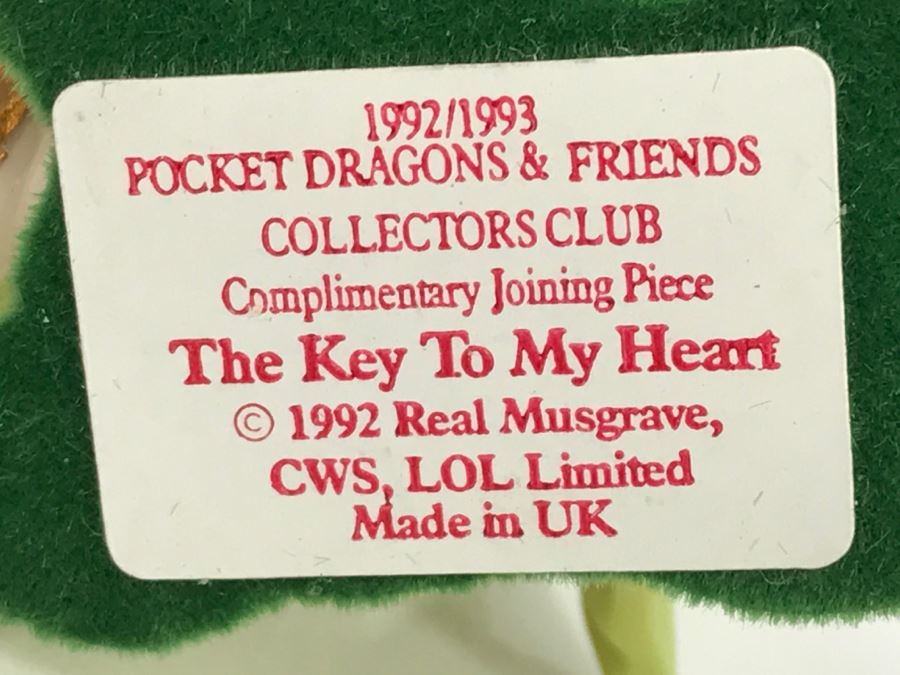 1992/1993
POCKET DRAGONS & FRIENDS
COLLECTORS CLUB
Complimentary Joining Piece
The Key To My Heart
© 1992 Real Musgrave,
CWS, LOL Limited
Made in UK